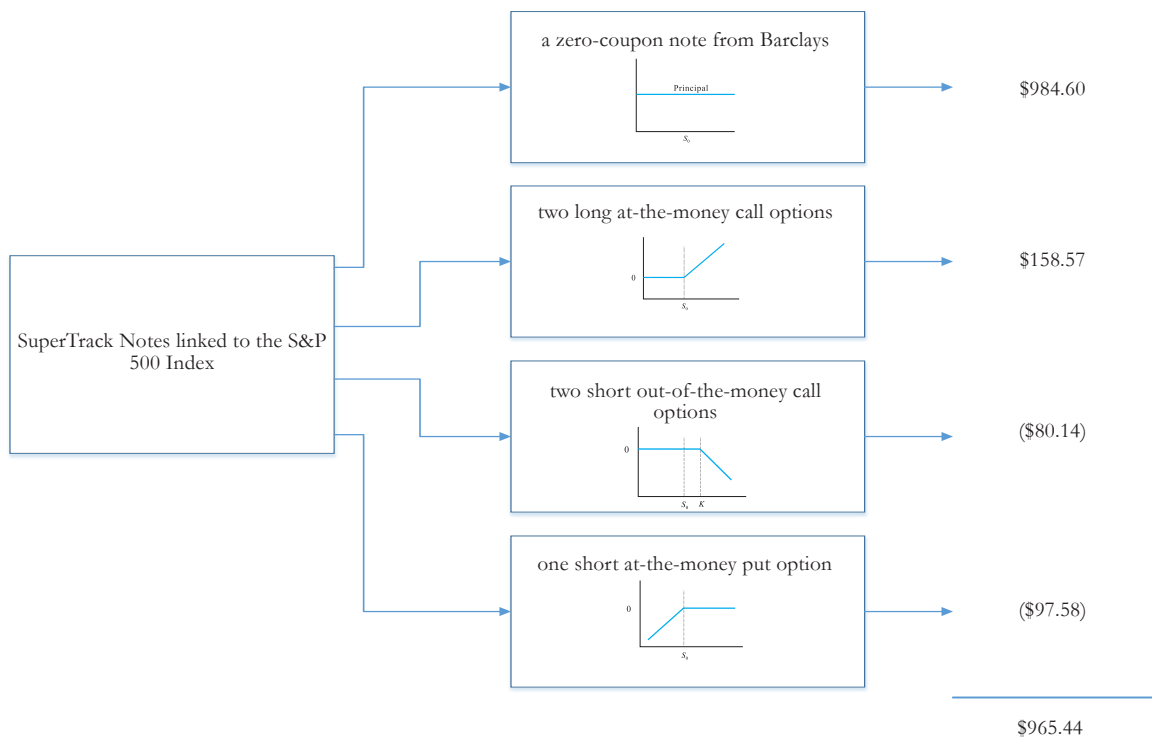 a zero-coupon note from Barclays
Principal
S₀
$984.60
two long at-the-money call options
0
S₀
$158.57
SuperTrack Notes linked to the S&P
500 Index
two short out-of-the-money call
options
0
S₀ K
($80.14)
one short at-the-money put option
0
S₀
($97.58)
$965.44